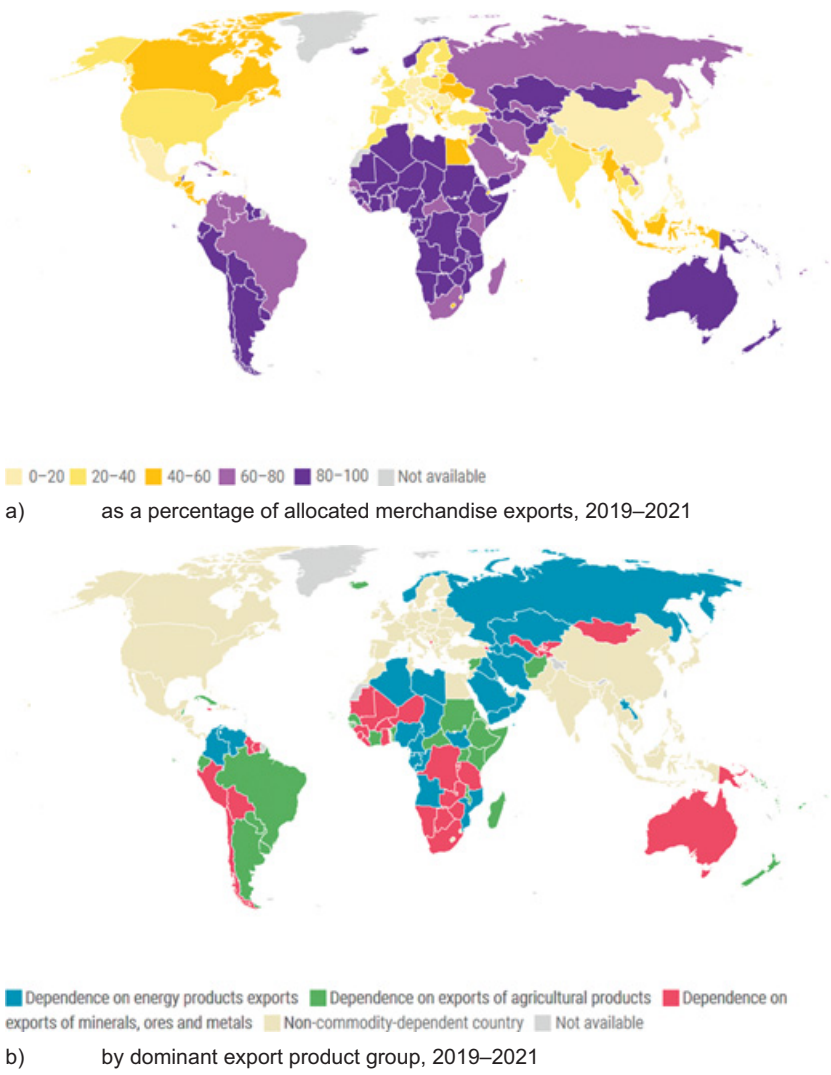 0–20 20–40 40–60 60–80 80–100 Not available
a) as a percentage of allocated merchandise exports, 2019–2021
Dependence on energy products exports Dependence on exports of agricultural products Dependence on
exports of minerals, ores and metals Non-commodity-dependent country Not available
b) by dominant export product group, 2019–2021